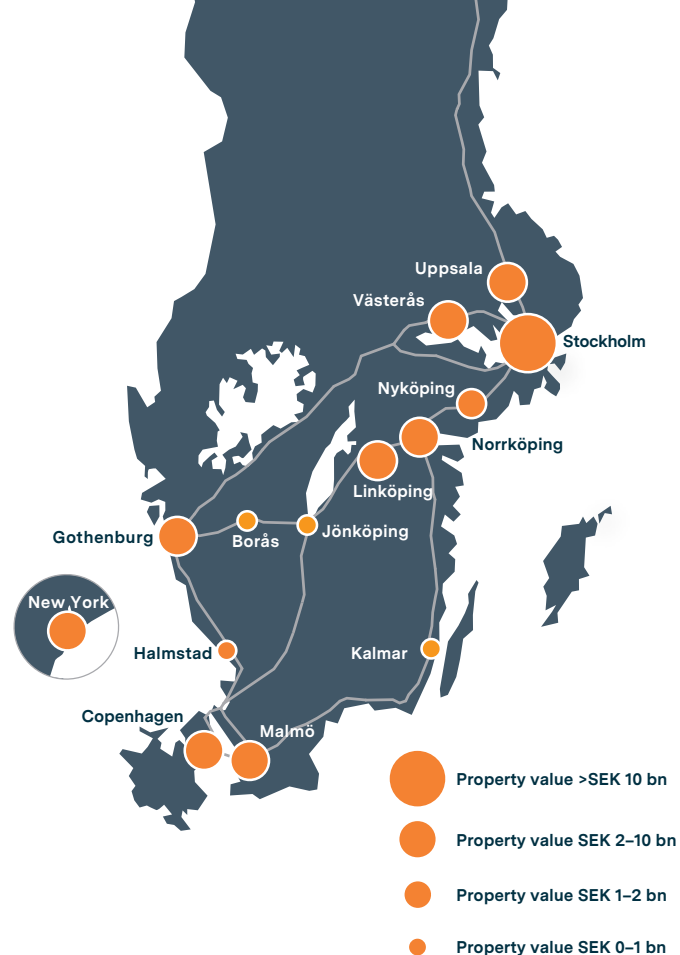 Uppsala
Västerås
Stockholm
Nyköping
Norrköping
Linköping
Gothenburg
Borås
Jönköping
New York
Halmstad
Kalmar
Copenhagen
Malmö
Property value >SEK 10 bn
Property value SEK 2–10 bn
Property value SEK 1–2 bn
Property value SEK 0–1 bn